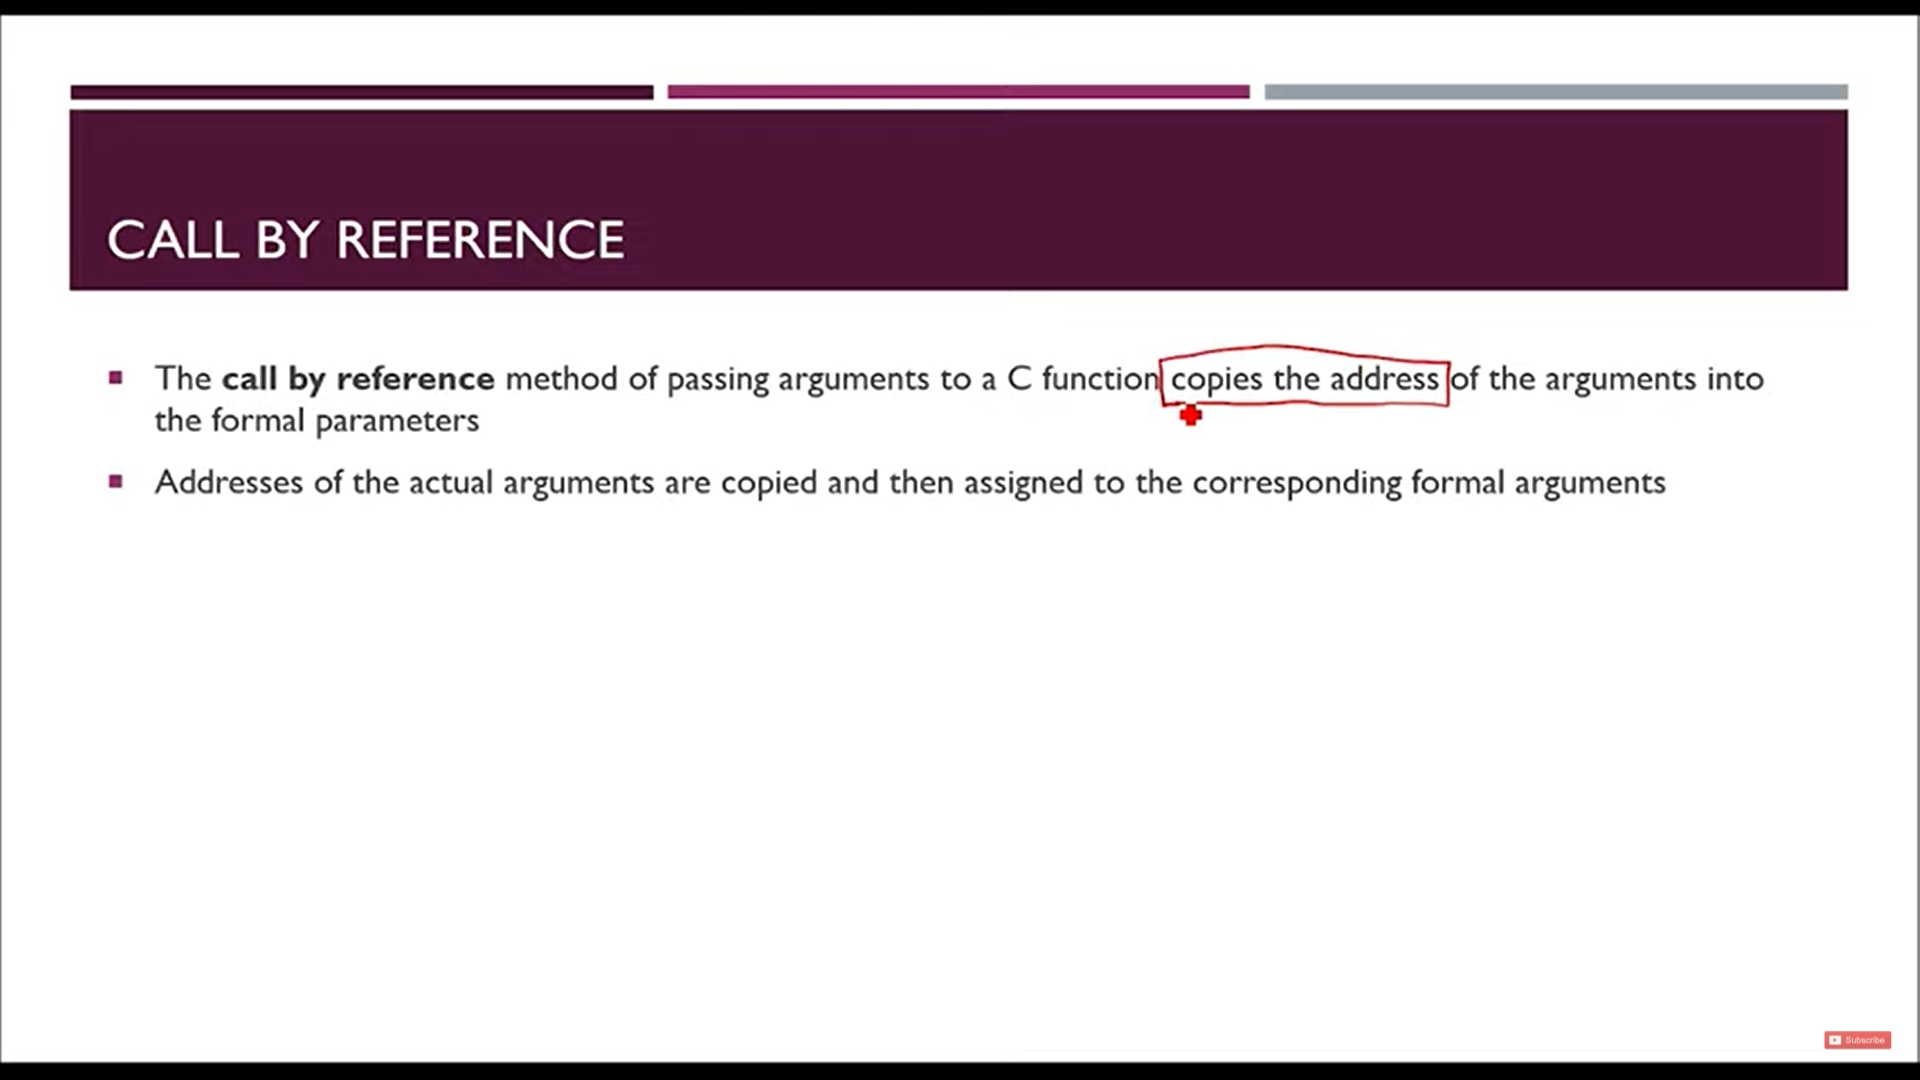 CALL BY REFERENCE
The call by reference method of passing arguments to a C function copies the address of the arguments into
the formal parameters
Addresses of the actual arguments are copied and then assigned to the corresponding formal arguments
Subscribe